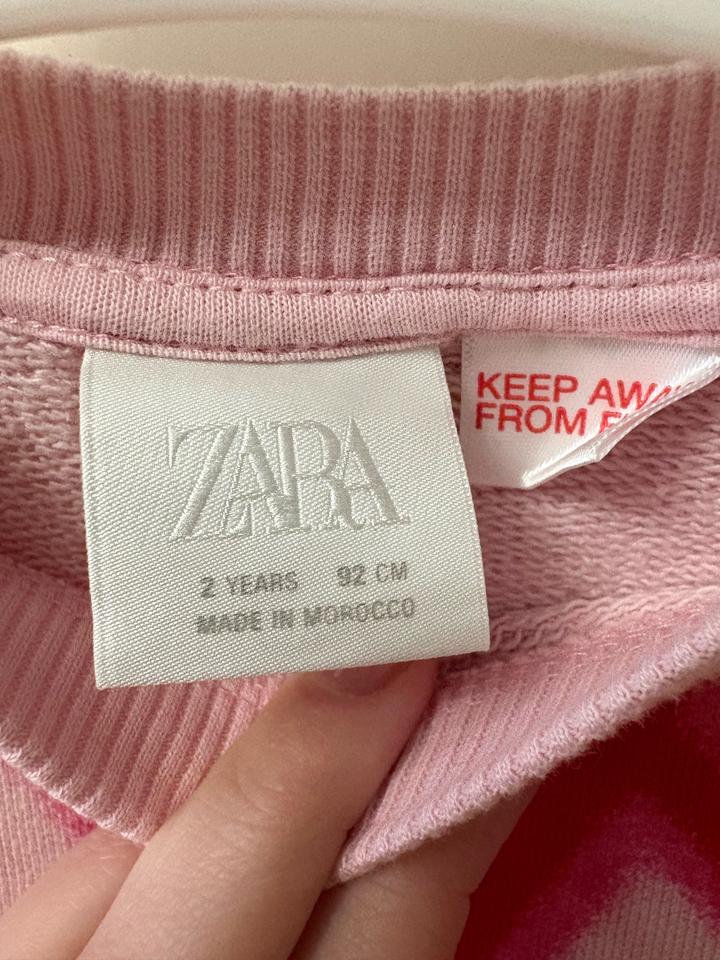 ZARA
2 YEARS 92 CM
MADE IN MOROCCO
KEEP
FROM